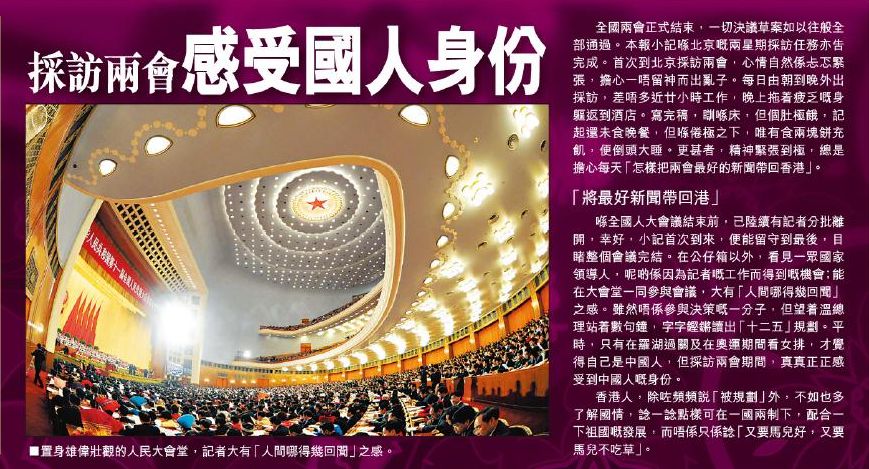 採訪兩會感受國人身份
全國兩會正式結束，一切決議草案如以往般全
部通過。本報小記喺北京嘅兩星期採訪任務亦告
完成。首次到北京採訪兩會，心情自然係忐忑緊
張，擔心一唔留神而出亂子。每日由朝到晚外出
採訪，差唔多近廿小時工作，晚上拖着疲乏嘅身
軀返到酒店。寫完稿，瞓喺床，但個肚極餓，記
起還未食晚餐，但喺倦極之下，唯有食兩塊餅充
飢，便倒頭大睡。更甚者，精神緊張到極，總是
擔心每天「怎樣把兩會最好的新聞帶回香港」。
「將最好新聞帶回港」
喺全國人大會議結束前，已陸續有記者分批離
開，幸好，小記首次到來，便能留守到最後，目
睹整個會議完結。在公仔箱以外，看見一眾國家
領導人，呢啲係因為記者嘅工作而得到嘅機會；能
在大會堂一同參與會議，大有「人間哪得幾回聞」
之感。雖然唔係參與決策嘅一分子，但望着溫總
理站着數句鐘，字字鏗鏘讀出「十二五」規劃。平
時，只有在羅湖過關及在奧運期間看女排，才覺
得自己是中國人，但採訪兩會期間，真真正正感
受到中國人嘅身份。
香港人，除咗頻頻説「被規劃」外，不如也多
了解國情，諗一諗點樣可在一國兩制下，配合一
下祖國嘅發展，而唔係只係諗「又要馬兒好，又要
馬兒不吃草」。
■置身雄偉壯觀的人民大會堂，記者大有「人間哪得幾回聞」之感。